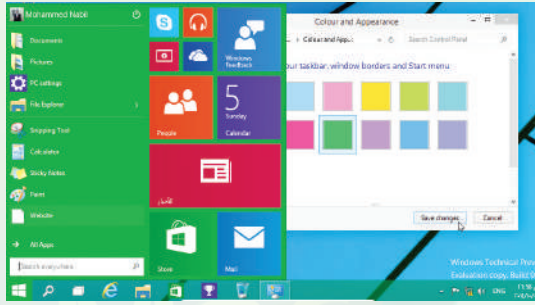 Mohammed Nabil
Documents
Pictures
PC settings
File Explorer
Snipping Tool
Calculator
Sticky Notes
Paint
Website
All Apps
Search everywhere
Windows Feedback
People
5
Sunday
Calendar
الأخبار
Store
Mail
Colour and Appearance
Colour and App...
Search Control Panel
our taskbar, window borders and Start menu
Save changes
Cancel
Windows Technical Prev
Evaluation copy. Build
ENG